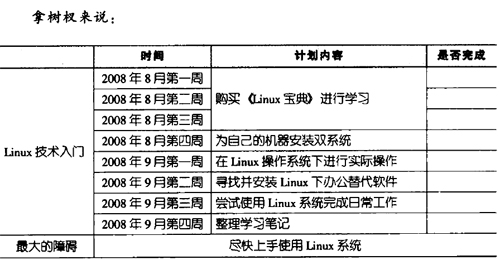 拿树权来说：
时间 计划内容 是否完成
Linux 技术入门
2008 年 8 月第一周
2008 年 8 月第二周 购买《Linux 宝典》进行学习
2008 年 8 月第三周
2008 年 8 月第四周 为自己的机器安装双系统
2008 年 9 月第一周 在 Linux 操作系统下进行实际操作
2008 年 9 月第二周 寻找并安装 Linux 下办公替代软件
2008 年 9 月第三周 尝试使用 Linux 系统完成日常工作
2008 年 9 月第四周 整理学习笔记
最大的障碍 尽快上手使用 Linux 系统